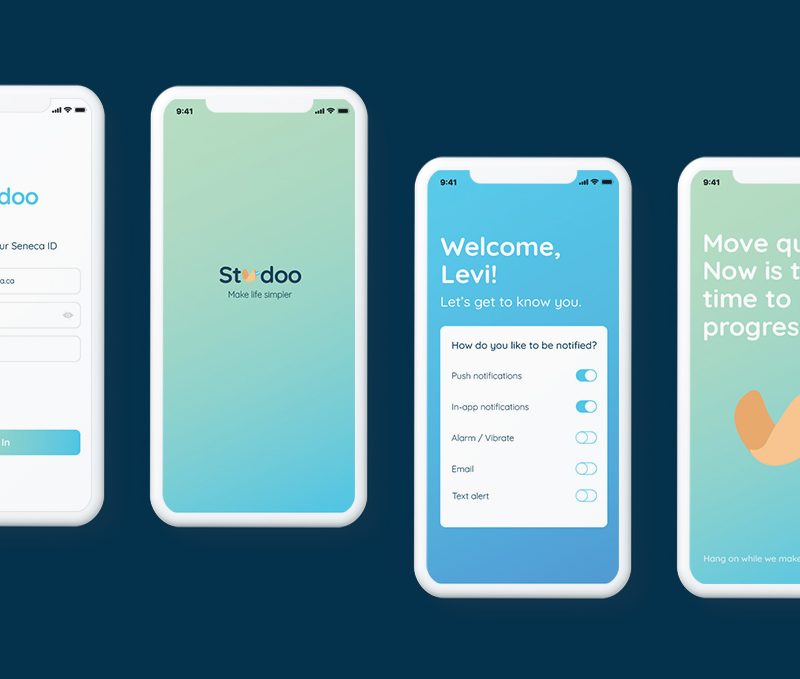 doo
ur Seneca ID
a.ca
In
9:41
Studoo
Make life simpler
9:41
Welcome,
Levi!
Let's get to know you.
How do you like to be notified?
Push notifications
In-app notifications
Alarm / Vibrate
Email
Text alert
9:41
Move qu
Now is t
time to
progres
Hang on while we make